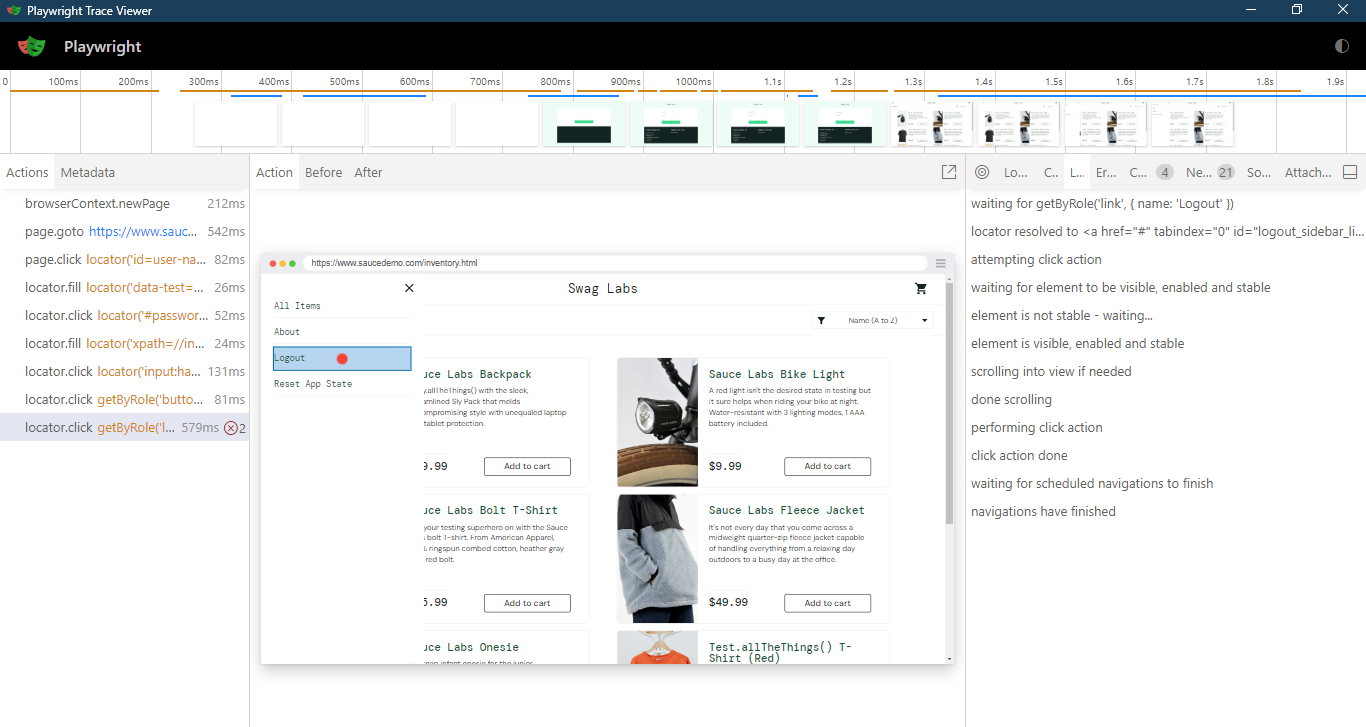 Playwright Trace Viewer
Playwright
0 100ms 200ms 300ms 400ms 500ms 600ms 700ms 800ms 900ms 1000ms 1.1s 1.2s 1.3s 1.4s 1.5s 1.6s 1.7s 1.8s 1.9s
Actions Metadata
browserContext.newPage 212ms
page.goto https://www.sauc... 542ms
page.click locator('id=user-na... 82ms
locator.fill locator('data-test=... 26ms
locator.click locator('#passwor... 52ms
locator.fill locator('xpath=//in... 24ms
locator.click locator('input:ha... 131ms
locator.click getByRole('butto... 81ms
locator.click getByRole('l... 579ms 2
Action Before After
https://www.saucedemo.com/inventory.html
All Items
About
Logout
Reset App State
Swag Labs
Name (A to Z)
uce Labs Backpack
y.allTheThings() with the sleek,
amlined Sly Pack that melds
ompromising style with unequaled laptop
tablet protection.
9.99 Add to cart
Sauce Labs Bike Light
A red light isn't the desired state in testing but
it sure helps when riding your bike at night.
Water-resistant with 3 lighting modes, 1 AAA
battery included.
$9.99 Add to cart
uce Labs Bolt T-Shirt
your testing superhero on with the Sauce
bolt T-shirt. From American Apparel,
ringspun combed cotton, heather gray
red bolt.
5.99 Add to cart
Sauce Labs Fleece Jacket
It's not every day that you come across a
midweight quarter-zip fleece jacket capable
of handling everything from a relaxing day
outdoors to a busy day at the office.
$49.99 Add to cart
uce Labs Onesie
Test.allTheThings() T-
Shirt (Red)
Lo... C.. L... Er... C... 4 Ne... 21 So... Attach...
waiting for getByRole('link', { name: 'Logout' })
locator resolved to <a href="#" tabindex="0" id="logout_sidebar_li...
attempting click action
waiting for element to be visible, enabled and stable
element is not stable - waiting...
element is visible, enabled and stable
scrolling into view if needed
done scrolling
performing click action
click action done
waiting for scheduled navigations to finish
navigations have finished